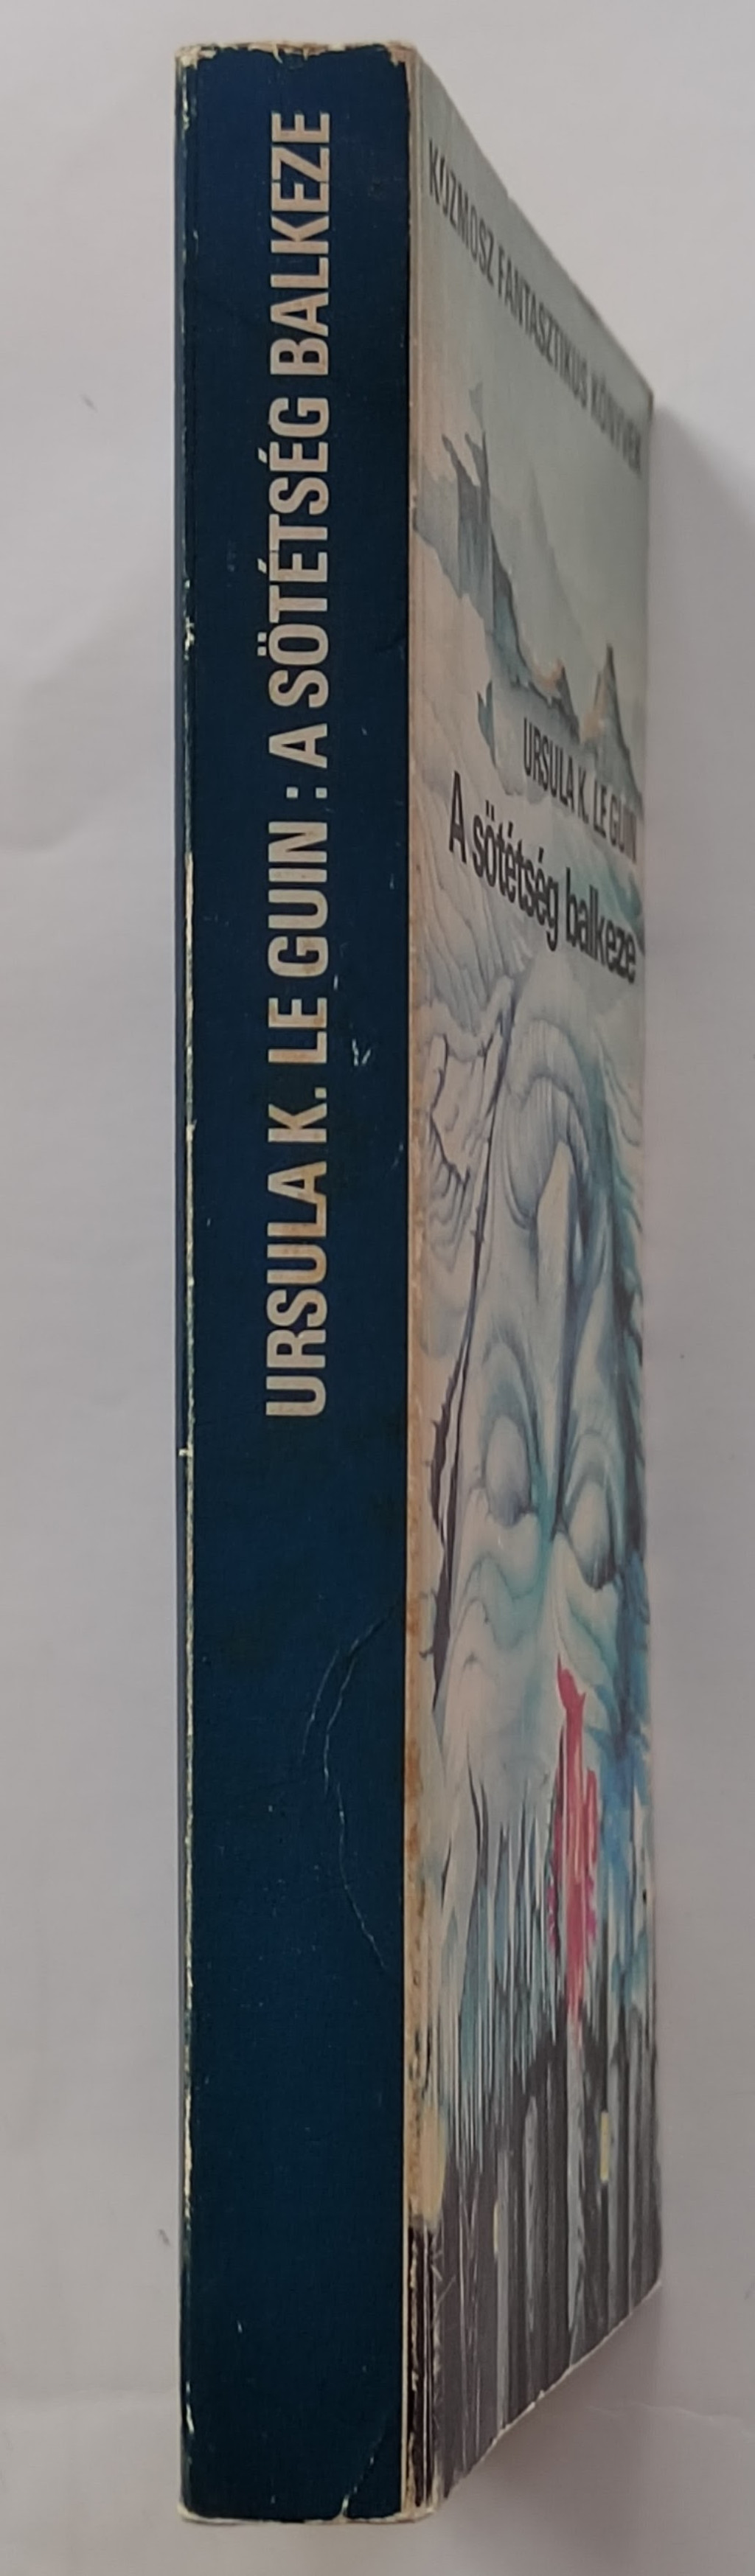 URSULA K. LE GUIN : A SÖTÉTSÉG BALKEZE
KOZMOSZ FANTASZTIKUS KÖNYVEK
URSULA K. LE GUIN
A sötétség balkeze